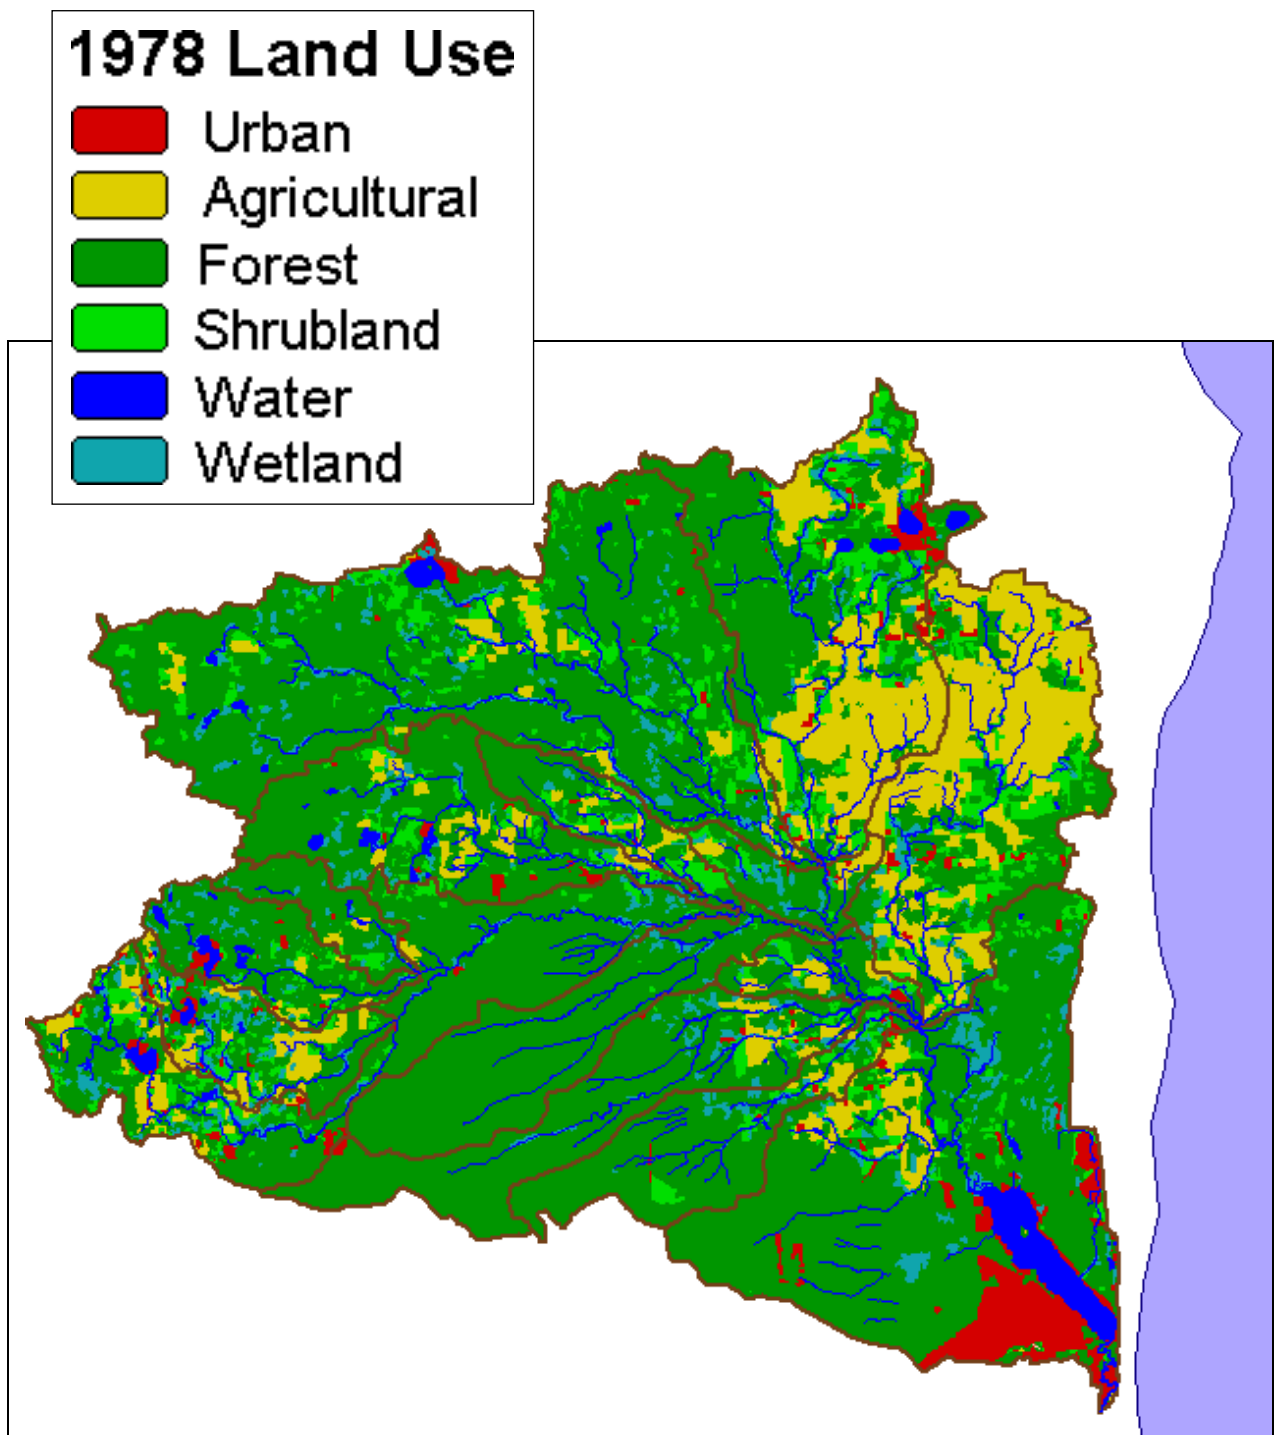 1978 Land Use
Urban
Agricultural
Forest
Shrubland
Water
Wetland